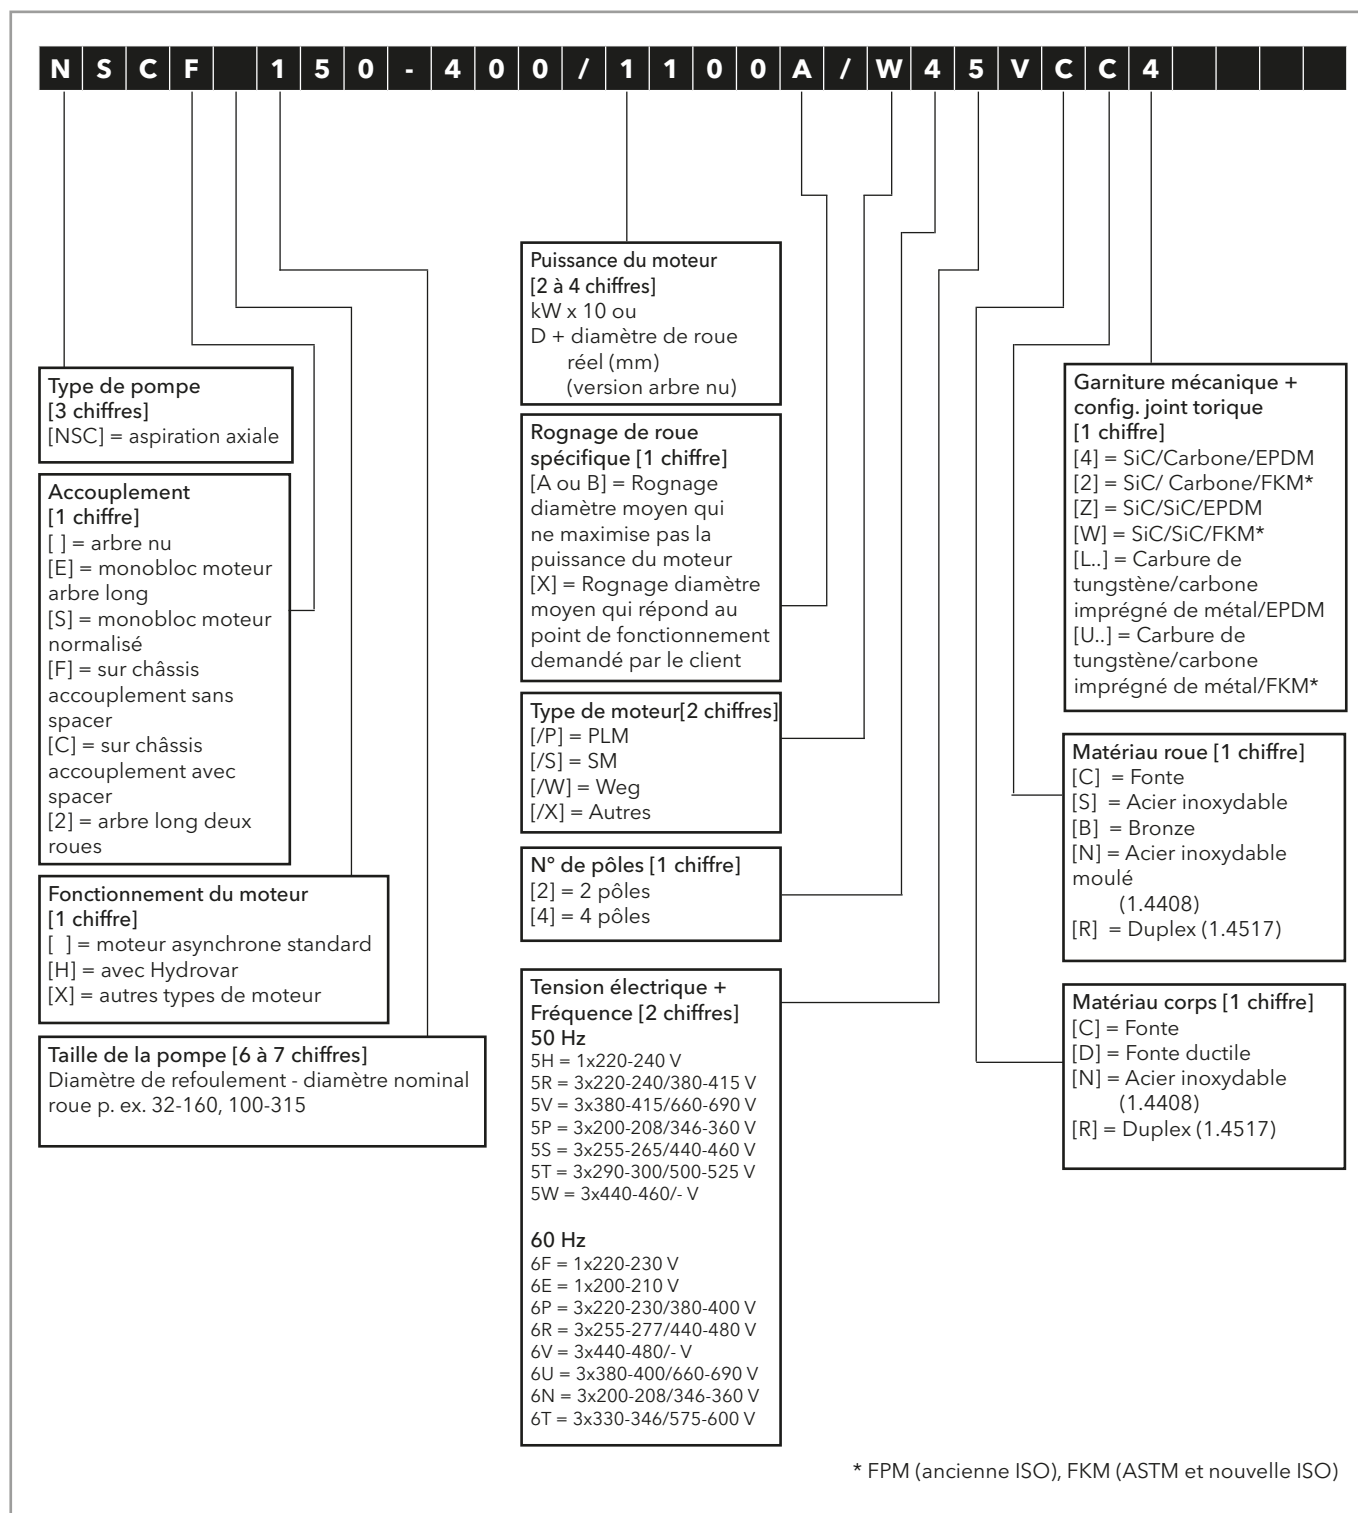 NSCF 150-400/1100A/W45VCC4
Type de pompe
[3 chiffres]
[NSC] = aspiration axiale
Accouplement
[1 chiffre]
[ ] = arbre nu
[E] = monobloc moteur
arbre long
[S] = monobloc moteur
normalisé
[F] = sur châssis
accouplement sans
spacer
[C] = sur châssis
accouplement avec
spacer
[2] = arbre long deux
roues
Fonctionnement du moteur
[1 chiffre]
[ ] = moteur asynchrone standard
[H] = avec Hydrovar
[X] = autres types de moteur
Taille de la pompe [6 à 7 chiffres]
Diamètre de refoulement - diamètre nominal
roue p. ex. 32-160, 100-315
Puissance du moteur
[2 à 4 chiffres]
kW x 10 ou
D + diamètre de roue
réel (mm)
(version arbre nu)
Rognage de roue
spécifique [1 chiffre]
[A ou B] = Rognage
diamètre moyen qui
ne maximise pas la
puissance du moteur
[X] = Rognage diamètre
moyen qui répond au
point de fonctionnement
demandé par le client
Type de moteur[2 chiffres]
[/P] = PLM
[/S] = SM
[/W] = Weg
[/X] = Autres
N° de pôles [1 chiffre]
[2] = 2 pôles
[4] = 4 pôles
Tension électrique +
Fréquence [2 chiffres]
50 Hz
5H = 1x220-240 V
5R = 3x220-240/380-415 V
5V = 3x380-415/660-690 V
5P = 3x200-208/346-360 V
5S = 3x255-265/440-460 V
5T = 3x290-300/500-525 V
5W = 3x440-460/- V
60 Hz
6F = 1x220-230 V
6E = 1x200-210 V
6P = 3x220-230/380-400 V
6R = 3x255-277/440-480 V
6V = 3x440-480/- V
6U = 3x380-400/660-690 V
6N = 3x200-208/346-360 V
6T = 3x330-346/575-600 V
Garniture mécanique +
config. joint torique
[1 chiffre]
[4] = SiC/Carbone/EPDM
[2] = SiC/ Carbone/FKM*
[Z] = SiC/SiC/EPDM
[W] = SiC/SiC/FKM*
[L..] = Carbure de
tungstène/carbone
imprégné de métal/EPDM
[U..] = Carbure de
tungstène/carbone
imprégné de métal/FKM*
Matériau roue [1 chiffre]
[C] = Fonte
[S] = Acier inoxydable
[B] = Bronze
[N] = Acier inoxydable
moulé
(1.4408)
[R] = Duplex (1.4517)
Matériau corps [1 chiffre]
[C] = Fonte
[D] = Fonte ductile
[N] = Acier inoxydable
(1.4408)
[R] = Duplex (1.4517)
* FPM (ancienne ISO), FKM (ASTM et nouvelle ISO)